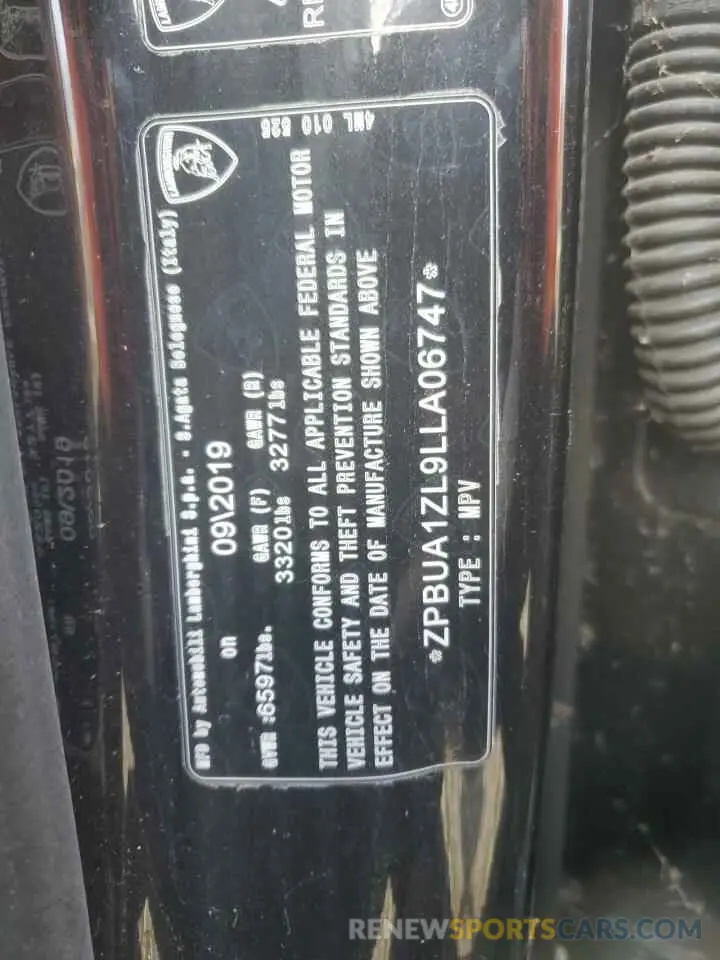 4ML 010 525
MFD by Automobili Lamborghini S.p.A. - S.Agata Bolognese (Italy)
on 09\2019
GVWR :6597lbs. GAWR (F) GAWR (R)
3320lbs 3277lbs
THIS VEHICLE CONFORMS TO ALL APPLICABLE FEDERAL MOTOR
VEHICLE SAFETY AND THEFT PREVENTION STANDARDS IN
EFFECT ON THE DATE OF MANUFACTURE SHOWN ABOVE
*ZPBUA1ZL9LLA06747*
TYPE : MPV
RENEWSPORTSCARS.COM